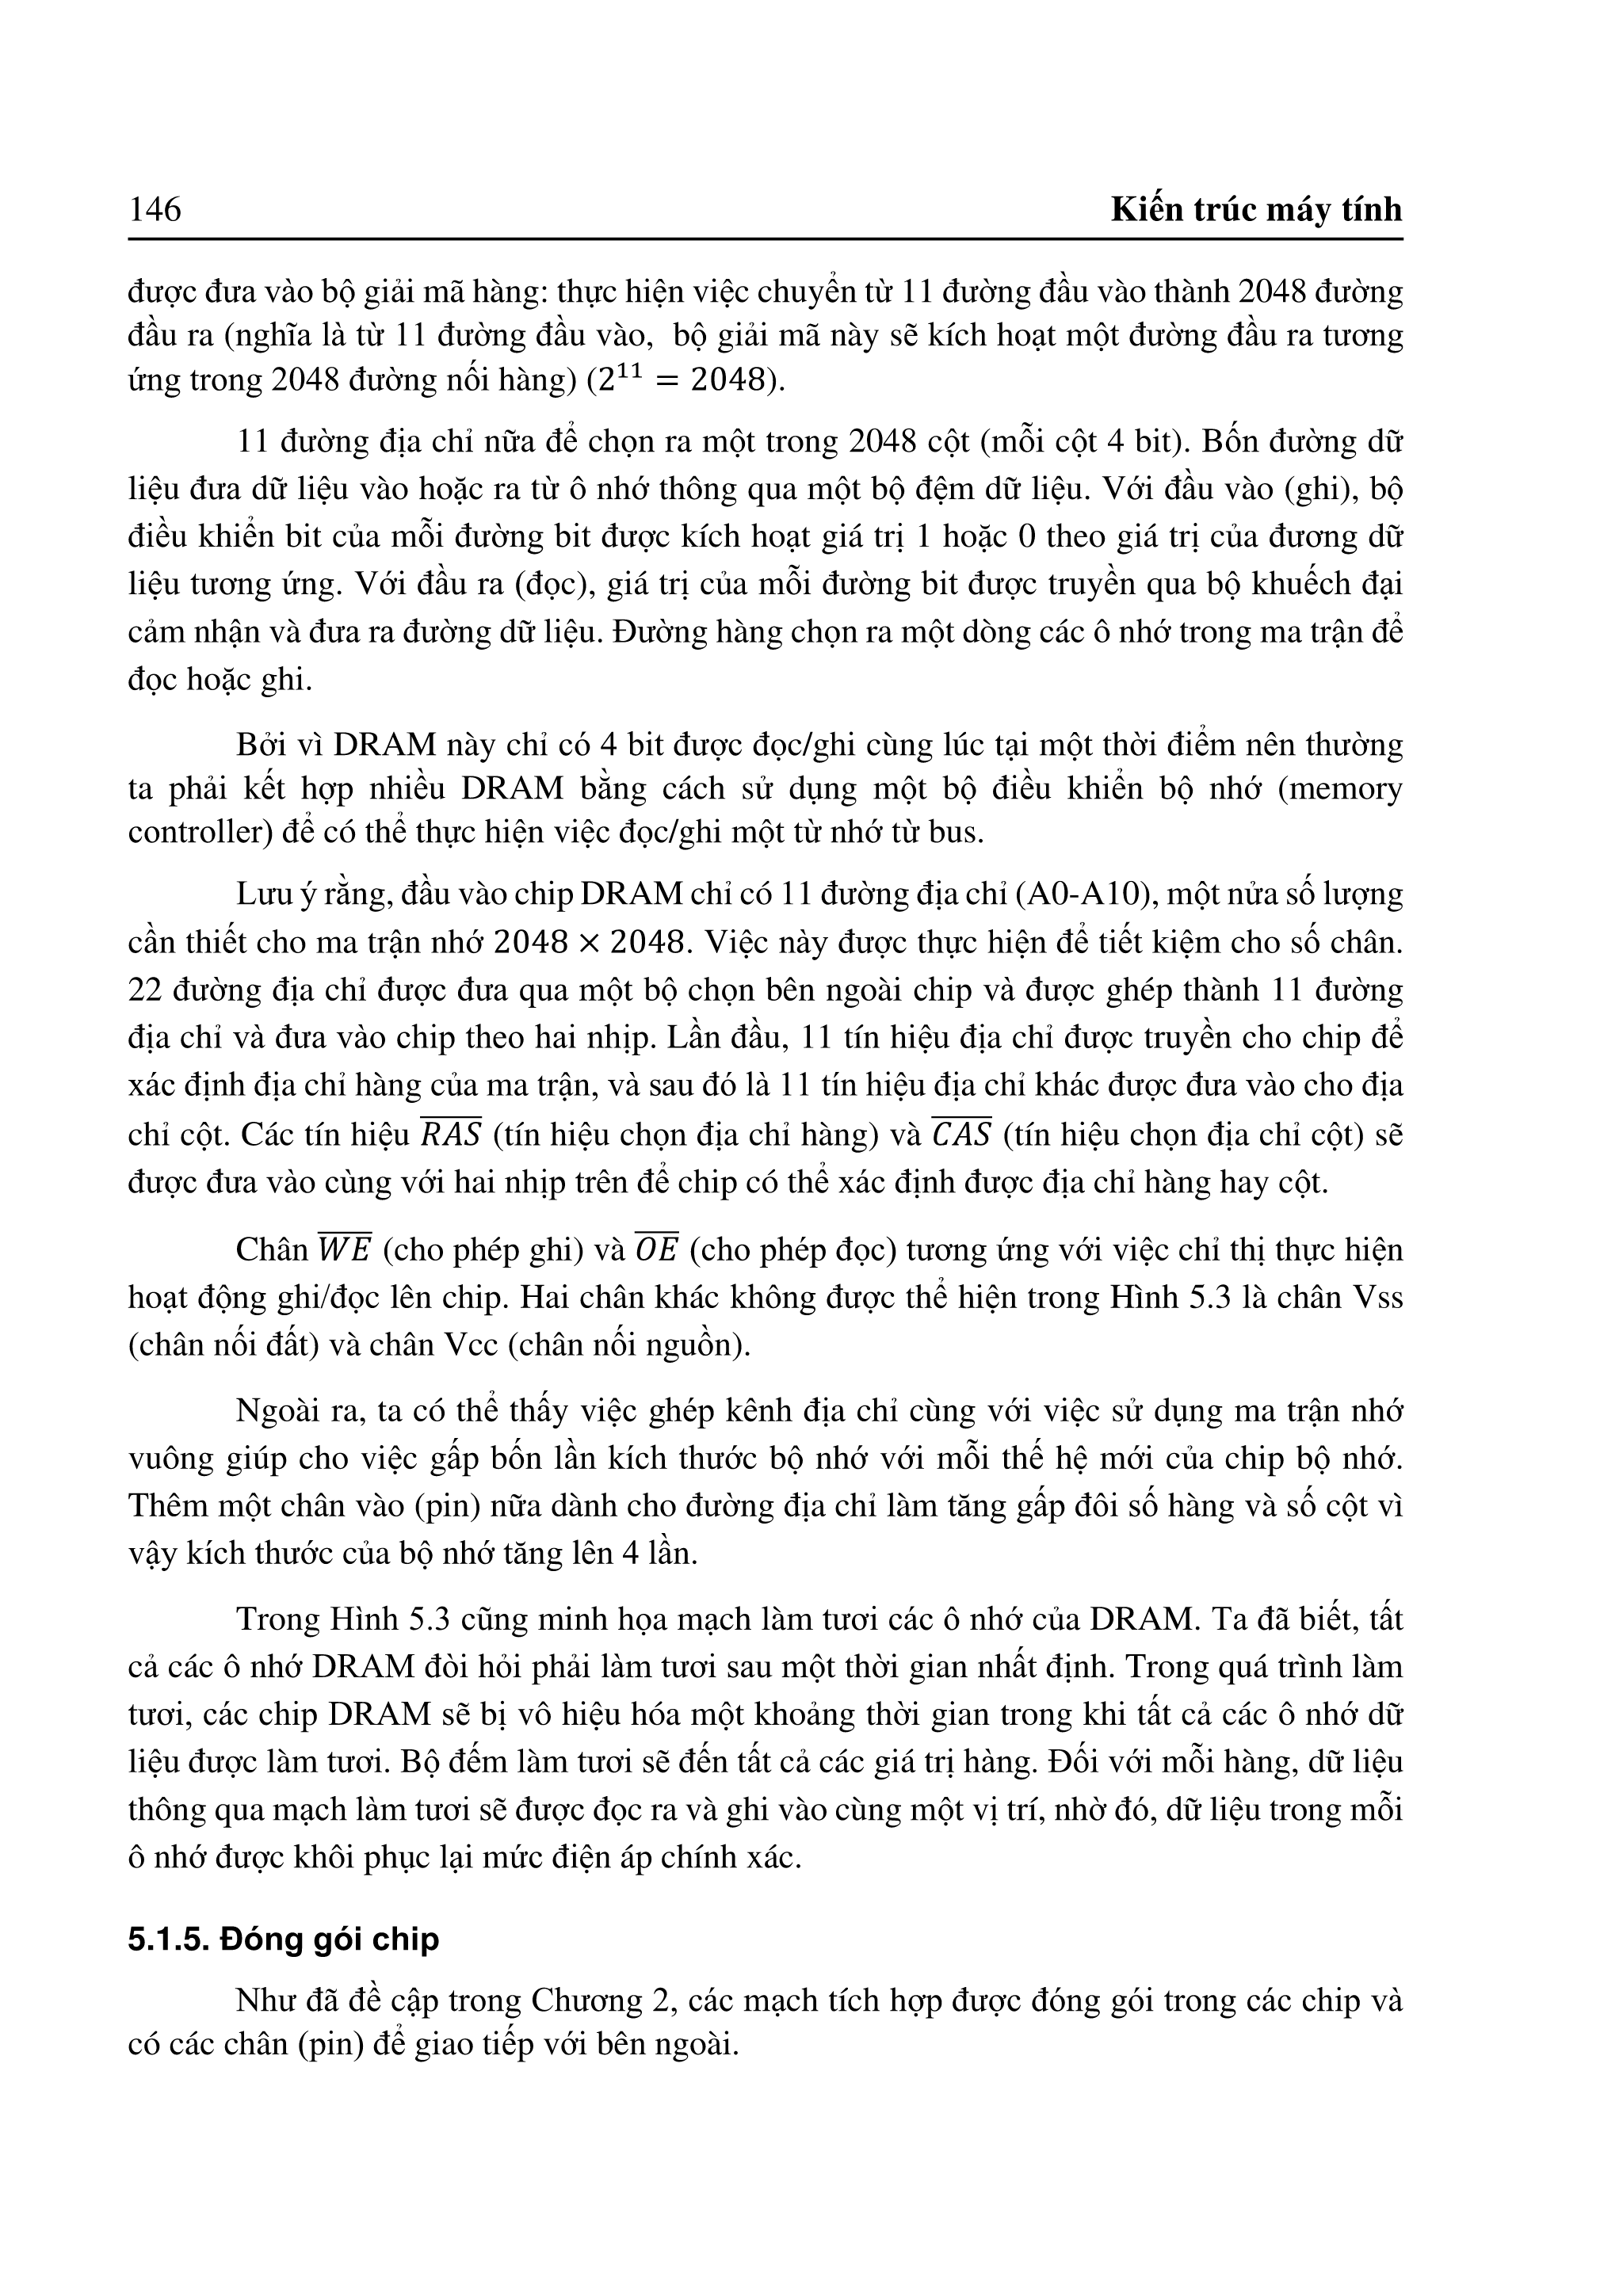 146 Kiến trúc máy tính
được đưa vào bộ giải mã hàng: thực hiện việc chuyển từ 11 đường đầu vào thành 2048 đường
đầu ra (nghĩa là từ 11 đường đầu vào, bộ giải mã này sẽ kích hoạt một đường đầu ra tương
ứng trong 2048 đường nối hàng) (2¹¹ = 2048).
11 đường địa chỉ nữa để chọn ra một trong 2048 cột (mỗi cột 4 bit). Bốn đường dữ
liệu đưa dữ liệu vào hoặc ra từ ô nhớ thông qua một bộ đệm dữ liệu. Với đầu vào (ghi), bộ
điều khiển bit của mỗi đường bit được kích hoạt giá trị 1 hoặc 0 theo giá trị của đương dữ
liệu tương ứng. Với đầu ra (đọc), giá trị của mỗi đường bit được truyền qua bộ khuếch đại
cảm nhận và đưa ra đường dữ liệu. Đường hàng chọn ra một dòng các ô nhớ trong ma trận để
đọc hoặc ghi.
Bởi vì DRAM này chỉ có 4 bit được đọc/ghi cùng lúc tại một thời điểm nên thường
ta phải kết hợp nhiều DRAM bằng cách sử dụng một bộ điều khiển bộ nhớ (memory
controller) để có thể thực hiện việc đọc/ghi một từ nhớ từ bus.
Lưu ý rằng, đầu vào chip DRAM chỉ có 11 đường địa chỉ (A0-A10), một nửa số lượng
cần thiết cho ma trận nhớ 2048 × 2048. Việc này được thực hiện để tiết kiệm cho số chân.
22 đường địa chỉ được đưa qua một bộ chọn bên ngoài chip và được ghép thành 11 đường
địa chỉ và đưa vào chip theo hai nhịp. Lần đầu, 11 tín hiệu địa chỉ được truyền cho chip để
xác định địa chỉ hàng của ma trận, và sau đó là 11 tín hiệu địa chỉ khác được đưa vào cho địa
chỉ cột. Các tín hiệu R̅A̅S̅ (tín hiệu chọn địa chỉ hàng) và C̅A̅S̅ (tín hiệu chọn địa chỉ cột) sẽ
được đưa vào cùng với hai nhịp trên để chip có thể xác định được địa chỉ hàng hay cột.
Chân W̅E̅ (cho phép ghi) và O̅E̅ (cho phép đọc) tương ứng với việc chỉ thị thực hiện
hoạt động ghi/đọc lên chip. Hai chân khác không được thể hiện trong Hình 5.3 là chân Vss
(chân nối đất) và chân Vcc (chân nối nguồn).
Ngoài ra, ta có thể thấy việc ghép kênh địa chỉ cùng với việc sử dụng ma trận nhớ
vuông giúp cho việc gấp bốn lần kích thước bộ nhớ với mỗi thế hệ mới của chip bộ nhớ.
Thêm một chân vào (pin) nữa dành cho đường địa chỉ làm tăng gấp đôi số hàng và số cột vì
vậy kích thước của bộ nhớ tăng lên 4 lần.
Trong Hình 5.3 cũng minh họa mạch làm tươi các ô nhớ của DRAM. Ta đã biết, tất
cả các ô nhớ DRAM đòi hỏi phải làm tươi sau một thời gian nhất định. Trong quá trình làm
tươi, các chip DRAM sẽ bị vô hiệu hóa một khoảng thời gian trong khi tất cả các ô nhớ dữ
liệu được làm tươi. Bộ đếm làm tươi sẽ đến tất cả các giá trị hàng. Đối với mỗi hàng, dữ liệu
thông qua mạch làm tươi sẽ được đọc ra và ghi vào cùng một vị trí, nhờ đó, dữ liệu trong mỗi
ô nhớ được khôi phục lại mức điện áp chính xác.
5.1.5. Đóng gói chip
Như đã đề cập trong Chương 2, các mạch tích hợp được đóng gói trong các chip và
có các chân (pin) để giao tiếp với bên ngoài.